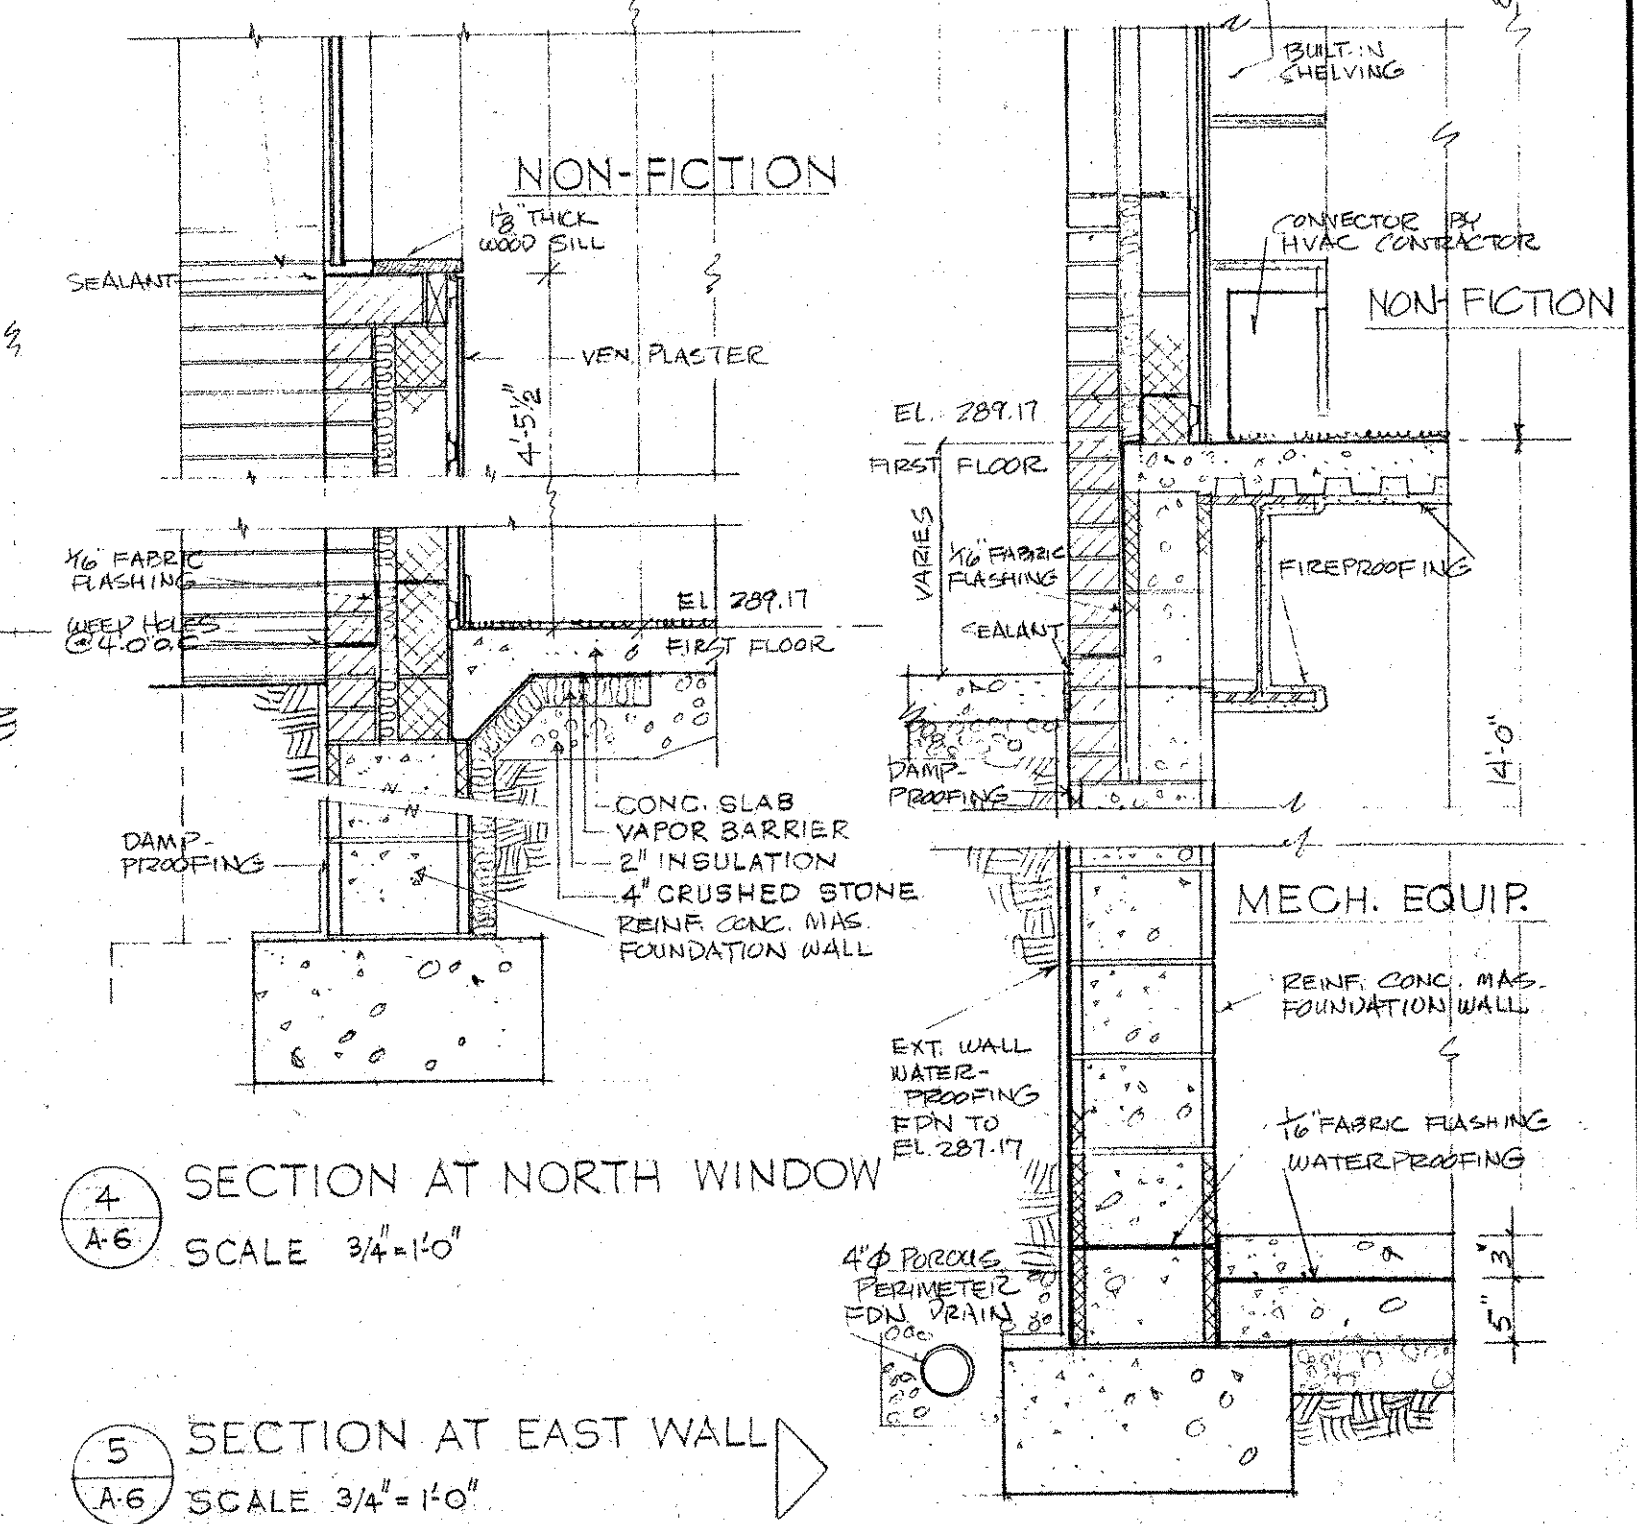 NON-FICTION
1⅛" THICK
WOOD SILL
SEALANT
VEN. PLASTER
4'-5½"
1/16" FABRIC
FLASHING
WEEP HOLES
@ 4.0 O.C
EL 289.17
FIRST FLOOR
DAMP-
PROOFING
CONC. SLAB
VAPOR BARRIER
2" INSULATION
4" CRUSHED STONE
REINF. CONC. MAS.
FOUNDATION WALL
4
A-6
SECTION AT NORTH WINDOW
SCALE 3/4"=1'-0"
5
A-6
SECTION AT EAST WALL
SCALE 3/4"=1'-0"
BUILT-IN
SHELVING
CONVECTOR BY
HVAC CONTRACTOR
NON-FICTION
EL. 289.17
FIRST FLOOR
VARIES
1/16" FABRIC
FLASHING
SEALANT
FIREPROOFING
DAMP-
PROOFING
14'-0"
MECH. EQUIP.
REINF. CONC. MAS.
FOUNDATION WALL
EXT. WALL
WATER-
PROOFING
FDN TO
EL. 287.17
1/16" FABRIC FLASHING
WATERPROOFING
4"Ø POROUS
PERIMETER
FDN. DRAIN
3"
5"